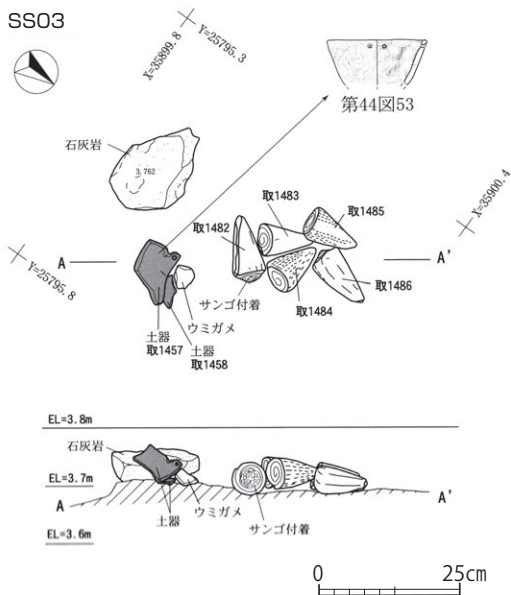 SS03
X=35899.8
Y=25795.3
第44図53
石灰岩
3.762
取1483
取1485
取1482
X=35900.4
A
A'
Y=25795.8
取1486
取1484
サンゴ付着
ウミガメ
土器
取1457
土器
取1458
EL=3.8m
石灰岩
EL=3.7m
A
A'
ウミガメ
土器
サンゴ付着
EL=3.6m
0
25cm